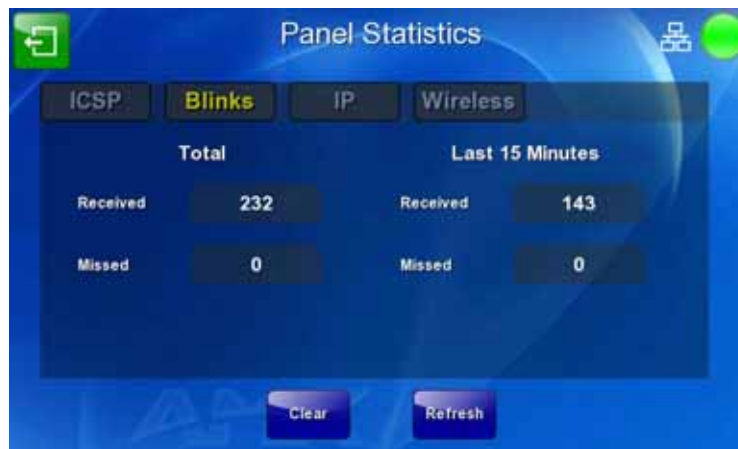 Panel Statistics
ICSP Blinks IP Wireless
Total Last 15 Minutes
Received 232 Received 143
Missed 0 Missed 0
Clear Refresh